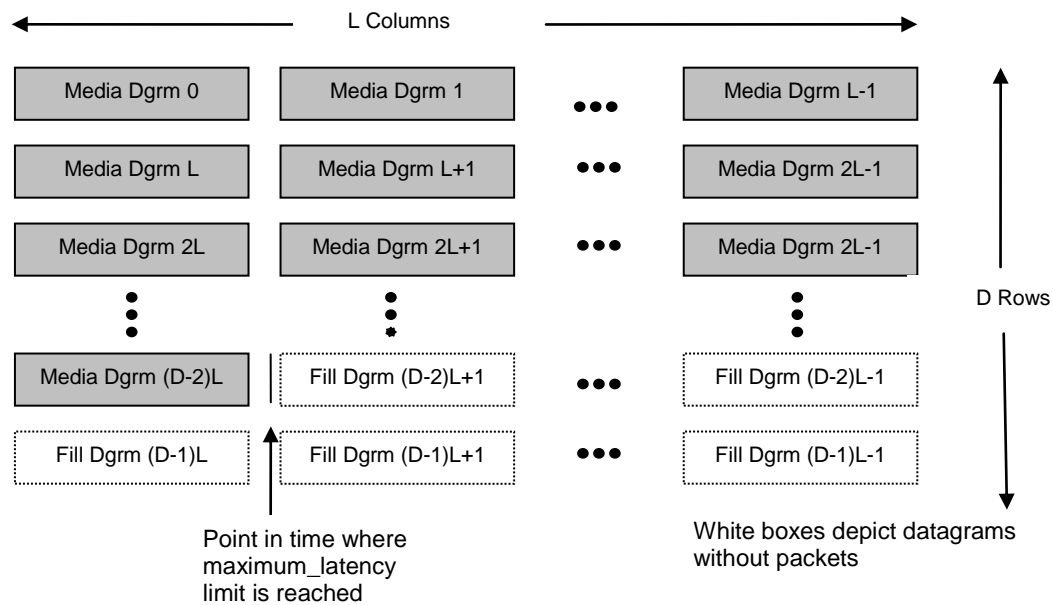 L Columns
Media Dgrm 0
Media Dgrm 1
Media Dgrm L-1
Media Dgrm L
Media Dgrm L+1
Media Dgrm 2L-1
Media Dgrm 2L
Media Dgrm 2L+1
Media Dgrm 2L-1
D Rows
Media Dgrm (D-2)L
Fill Dgrm (D-2)L+1
Fill Dgrm (D-2)L-1
Fill Dgrm (D-1)L
Fill Dgrm (D-1)L+1
Fill Dgrm (D-1)L-1
Point in time where
maximum_latency
limit is reached
White boxes depict datagrams
without packets